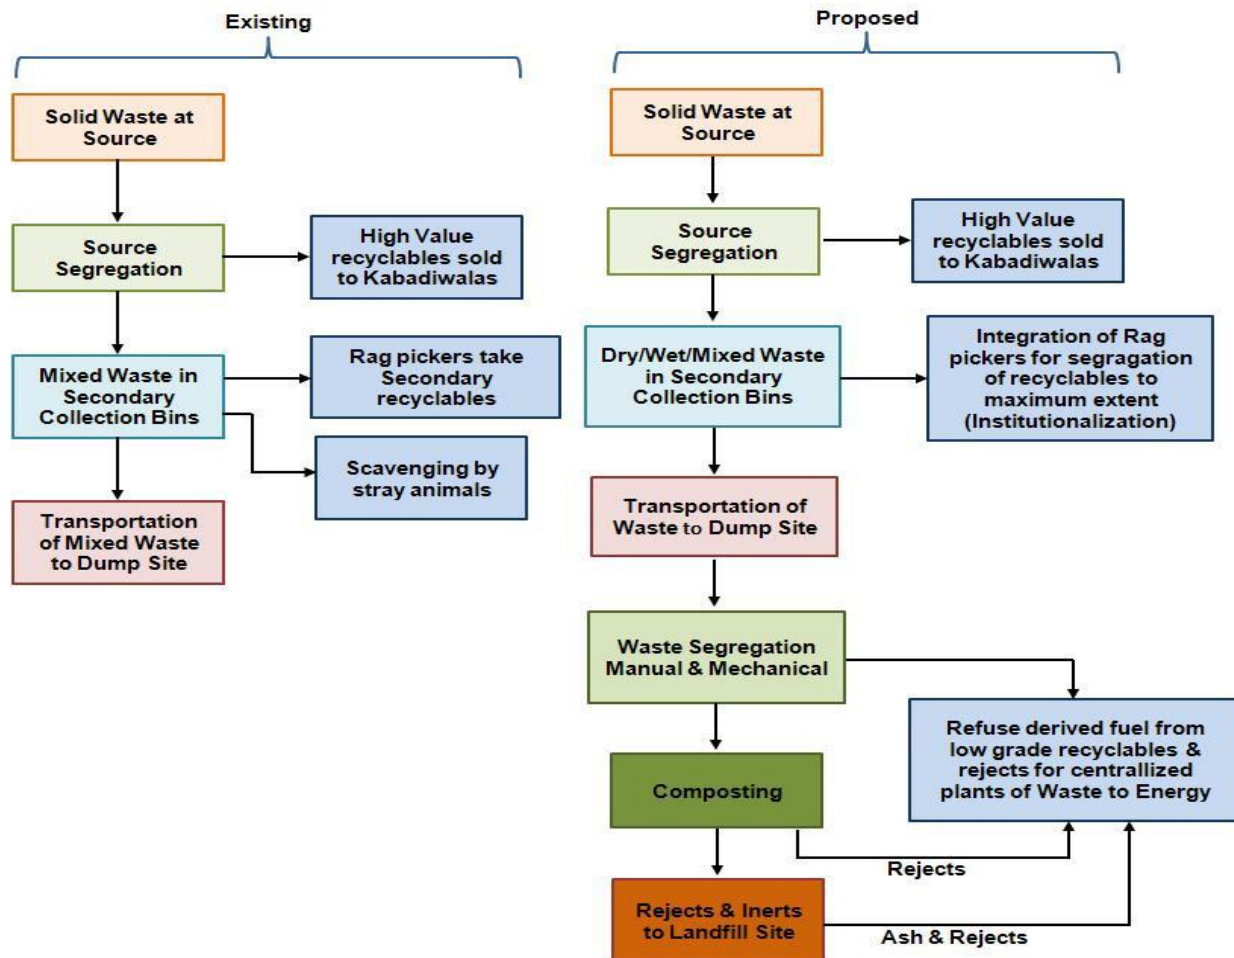 Existing
Solid Waste at
Source
Source
Segregation
High Value
recyclables sold
to Kabadiwalas
Mixed Waste in
Secondary
Collection Bins
Rag pickers take
Secondary
recyclables
Scavenging by
stray animals
Transportation
of Mixed Waste
to Dump Site
Proposed
Solid Waste at
Source
Source
Segregation
High Value
recyclables sold
to Kabadiwalas
Dry/Wet/Mixed Waste
in Secondary
Collection Bins
Integration of Rag
pickers for segragation
of recyclables to
maximum extent
(Institutionalization)
Transportation of
Waste to Dump Site
Waste Segregation
Manual & Mechanical
Refuse derived fuel from
low grade recyclables &
rejects for centrallized
plants of Waste to Energy
Composting
Rejects
Rejects & Inerts
to Landfill Site
Ash & Rejects